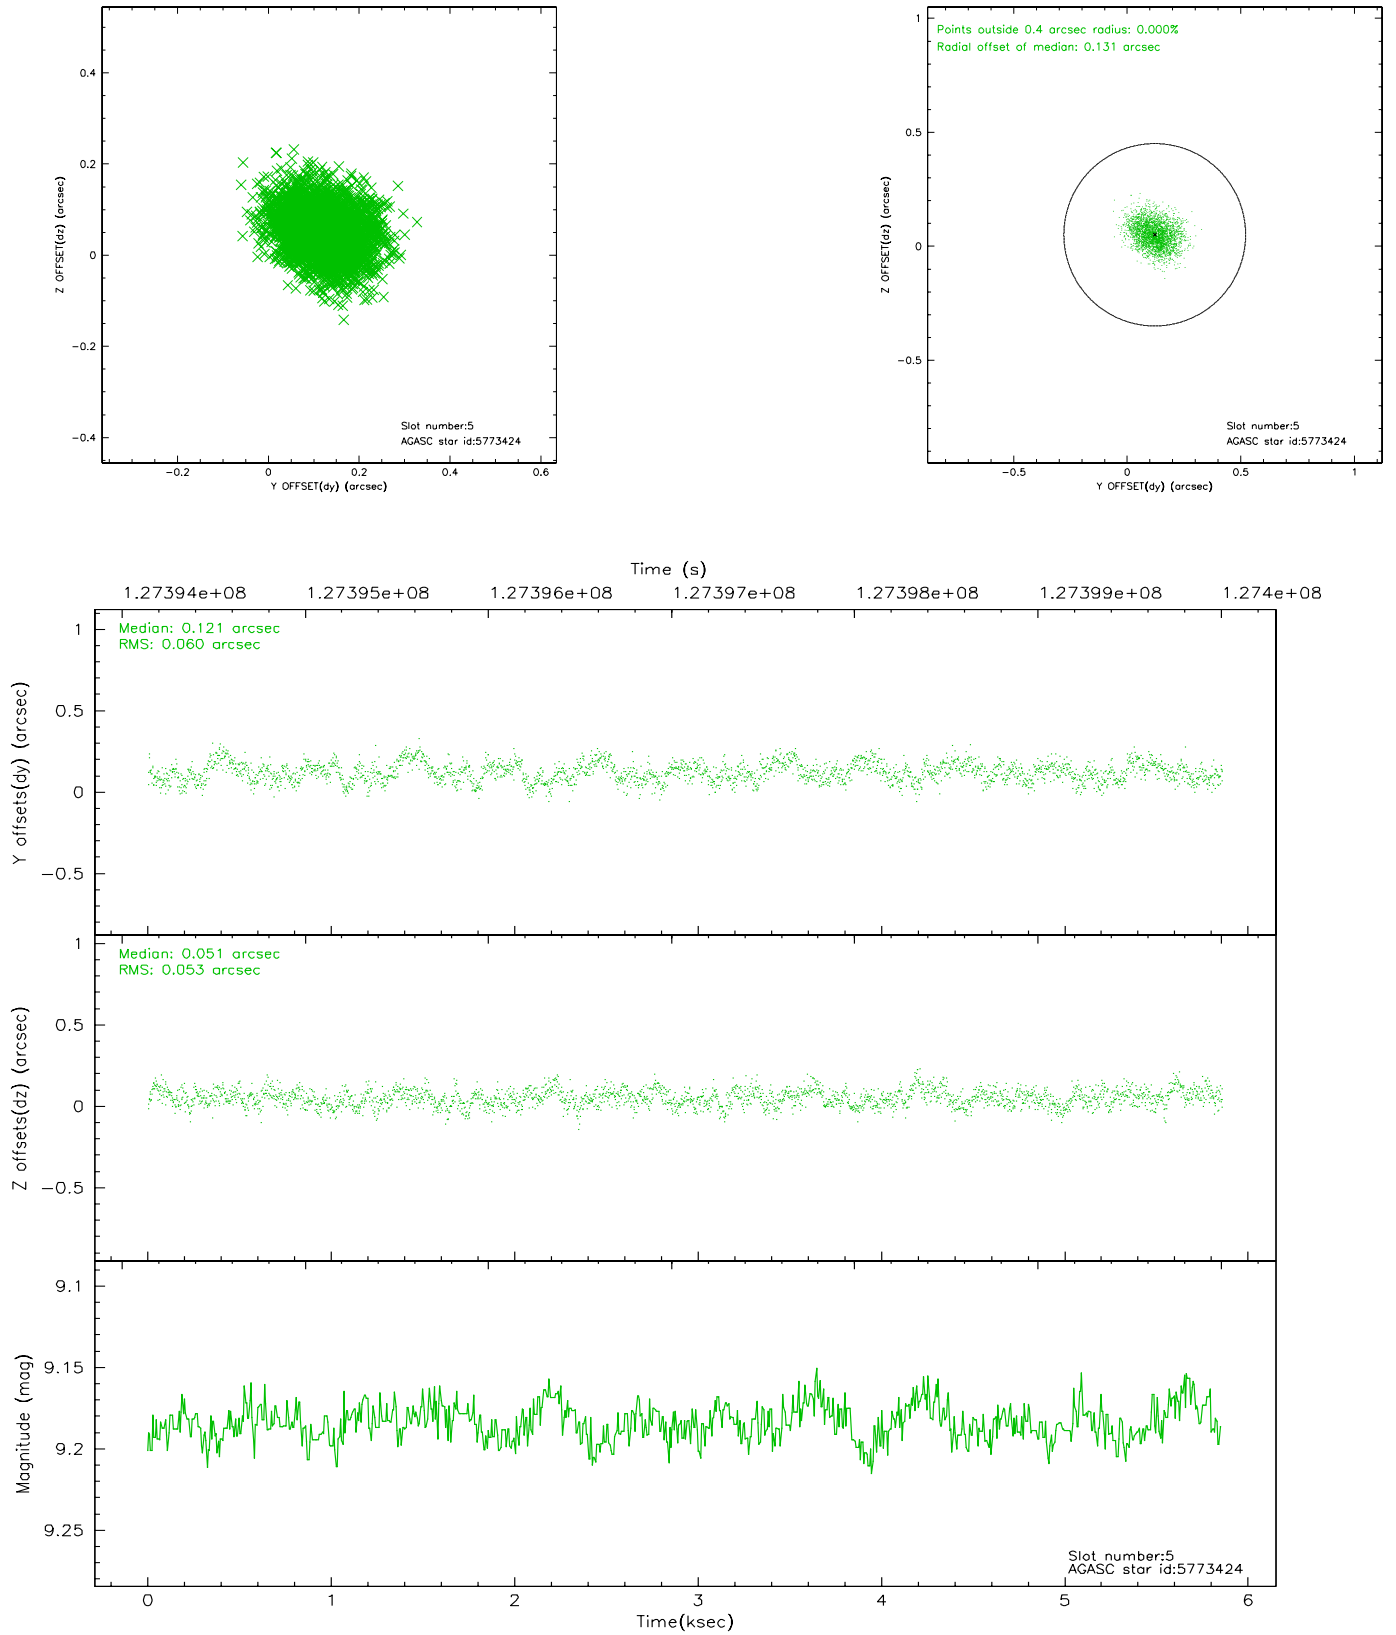 0.4
0.2
0
−0.2
−0.4
Z OFFSET(dz) (arcsec)
Slot number:5
AGASC star id:5773424
−0.2 0 0.2 0.4 0.6
Y OFFSET(dy) (arcsec)
Points outside 0.4 arcsec radius: 0.000%
Radial offset of median: 0.131 arcsec
1
0.5
0
−0.5
Z OFFSET(dz) (arcsec)
Slot number:5
AGASC star id:5773424
−0.5 0 0.5 1
Y OFFSET(dy) (arcsec)
Time (s)
1.27394e+08 1.27395e+08 1.27396e+08 1.27397e+08 1.27398e+08 1.27399e+08 1.274e+08
Median: 0.121 arcsec
RMS: 0.060 arcsec
1
0.5
0
−0.5
Y offsets(dy) (arcsec)
Median: 0.051 arcsec
RMS: 0.053 arcsec
1
0.5
0
−0.5
Z offsets(dz) (arcsec)
9.1
9.15
9.2
9.25
Magnitude (mag)
Slot number:5
AGASC star id:5773424
0 1 2 3 4 5 6
Time(ksec)